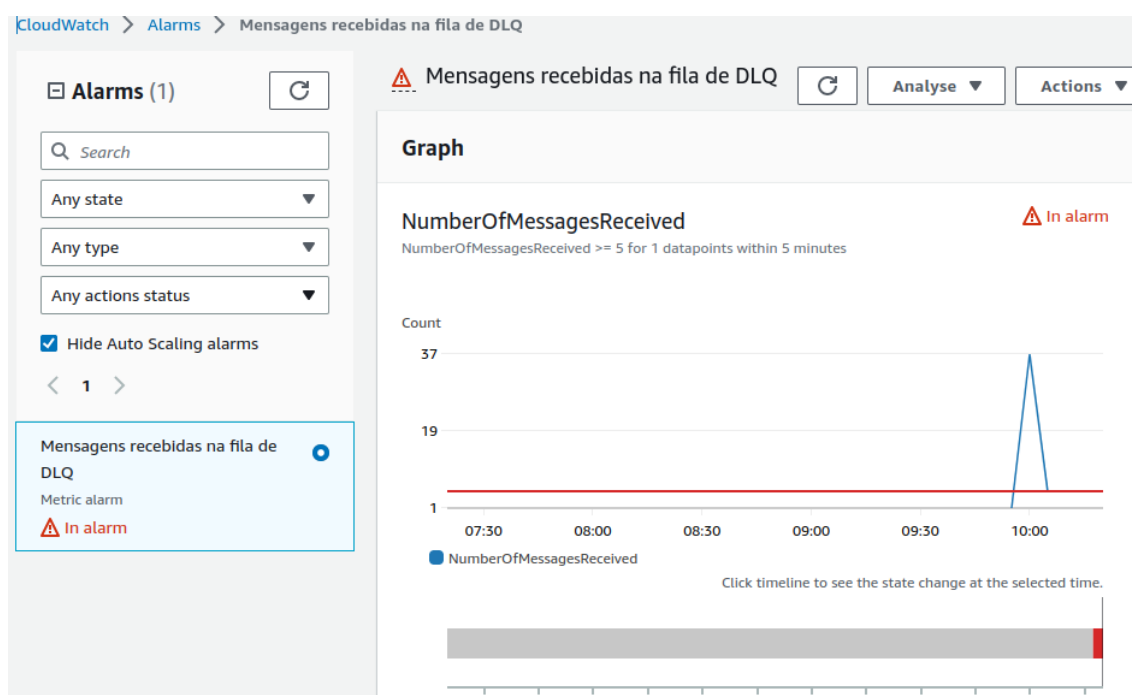 CloudWatch > Alarms > Mensagens recebidas na fila de DLQ
Alarms (1)
Search
Any state
Any type
Any actions status
Hide Auto Scaling alarms
< 1 >
Mensagens recebidas na fila de
DLQ
Metric alarm
In alarm
Mensagens recebidas na fila de DLQ
Analyse
Actions
Graph
NumberOfMessagesReceived
In alarm
NumberOfMessagesReceived >= 5 for 1 datapoints within 5 minutes
Count
37
19
1
07:30 08:00 08:30 09:00 09:30 10:00
NumberOfMessagesReceived
Click timeline to see the state change at the selected time.